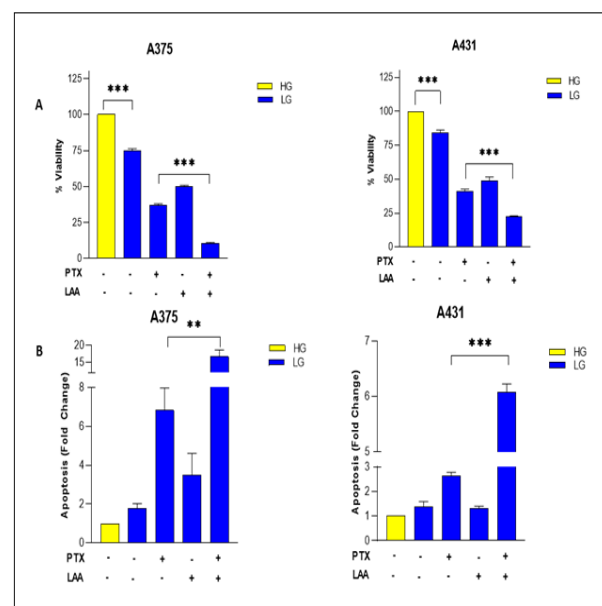 A375
A431
A
HG
LG
HG
LG
***
***
***
***
% Viability
125
100
75
50
25
0
% Viability
125
100
75
50
25
0
PTX - - + - +
LAA - - - + +
PTX - - + - +
LAA - - - + +
A375
A431
B
HG
LG
HG
LG
**
***
Apoptosis (Fold Change)
20
15
8
6
4
2
0
Apoptosis (Fold Change)
7
6
5
3
2
1
0
PTX - - + - +
LAA - - - + +
PTX - - + - +
LAA - - - + +